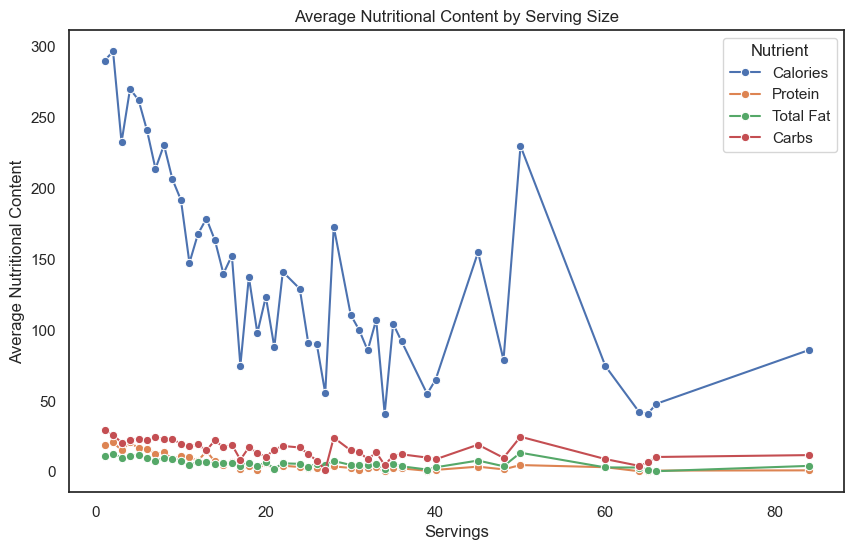 Average Nutritional Content by Serving Size
Average Nutritional Content
300
250
200
150
100
50
0
0
20
40
60
80
Servings
Nutrient
Calories
Protein
Total Fat
Carbs